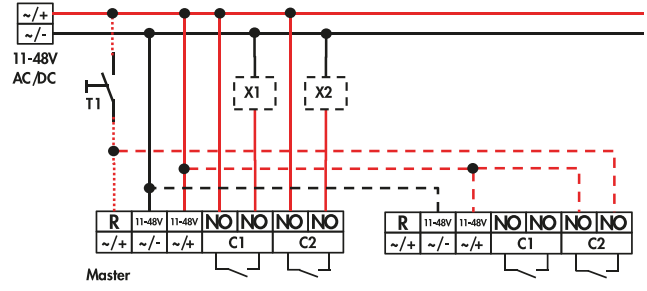 ~/+
~/-
11-48V
AC/DC
T1
X1 X2
R 11-48V 11-48V NO NO NO NO
~/+ ~/- ~/+ C1 C2
R 11-48V 11-48V NO NO NO NO
~/+ ~/- ~/+ C1 C2
Master